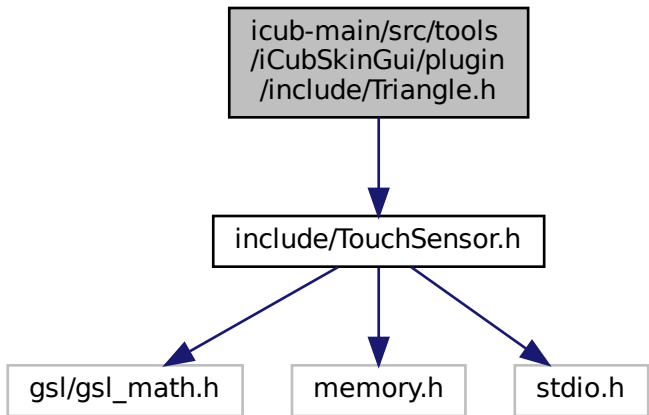 icub-main/src/tools
/iCubSkinGui/plugin
/include/Triangle.h
include/TouchSensor.h
gsl/gsl_math.h
memory.h
stdio.h